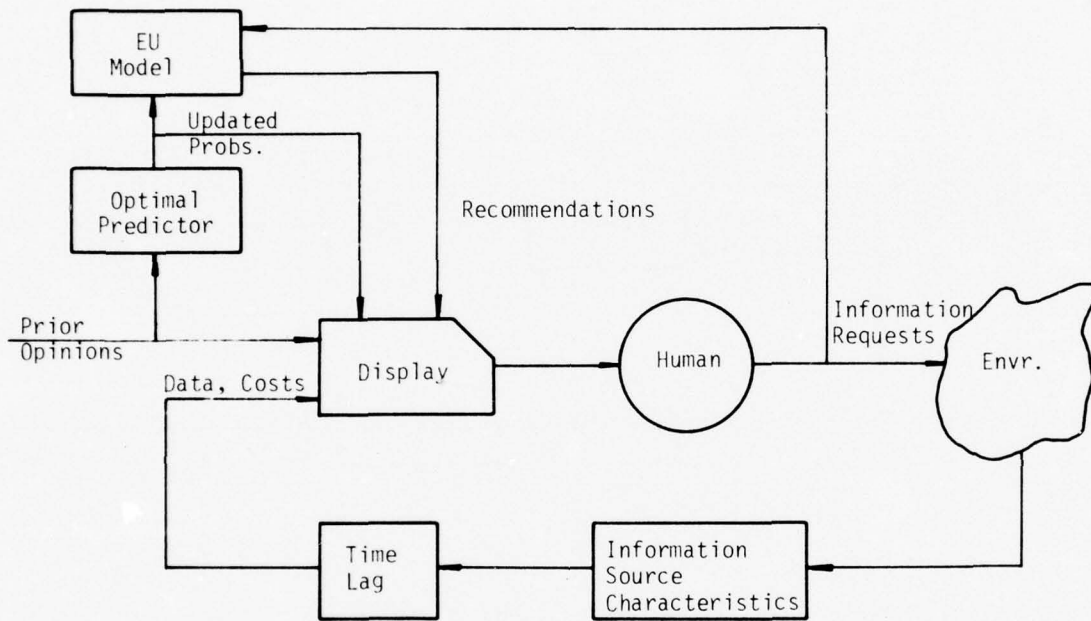 EU
Model
Updated
Probs.
Optimal
Predictor
Recommendations
Prior
Opinions
Information
Requests
Display
Human
Envr.
Data, Costs
Time
Lag
Information
Source
Characteristics